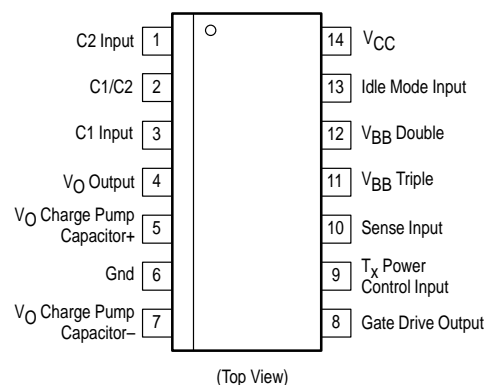 C2 Input 1
C1/C2 2
C1 Input 3
VO Output 4
VO Charge Pump
Capacitor+ 5
Gnd 6
VO Charge Pump
Capacitor– 7
14 VCC
13 Idle Mode Input
12 VBB Double
11 VBB Triple
10 Sense Input
9 Tx Power
Control Input
8 Gate Drive Output
(Top View)